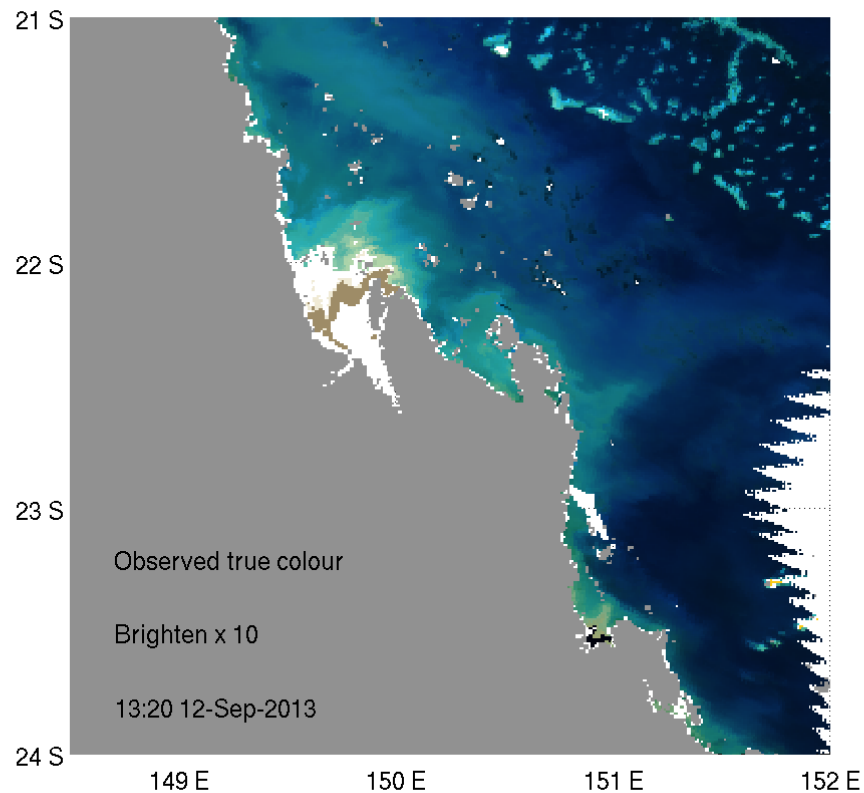 21 S
22 S
23 S
Observed true colour
Brighten x 10
13:20 12-Sep-2013
24 S
149 E 150 E 151 E 152 E